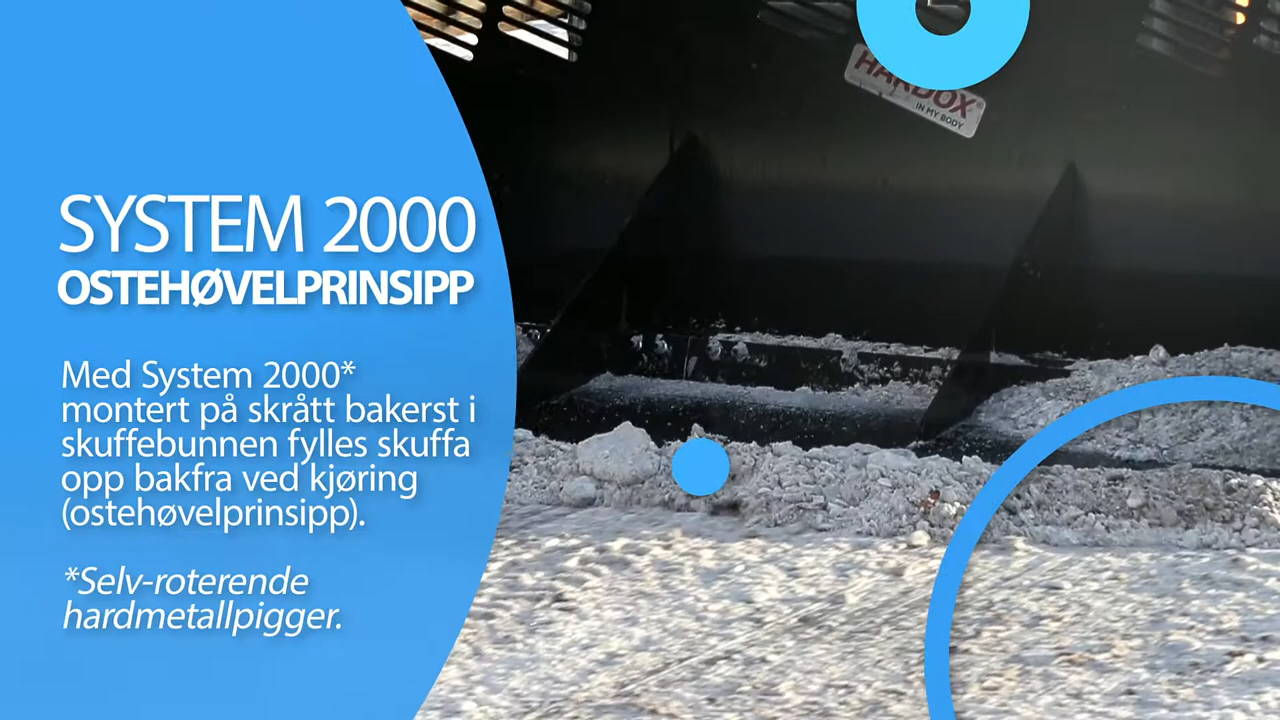 SYSTEM 2000
OSTEHØVELPRINSIPP
Med System 2000*
montert på skrått bakerst i
skuffebunnen fylles skuffa
opp bakfra ved kjøring
(ostehøvelprinsipp).
*Selv-roterende
hardmetallpigger.
HARDOX
IN MY BODY